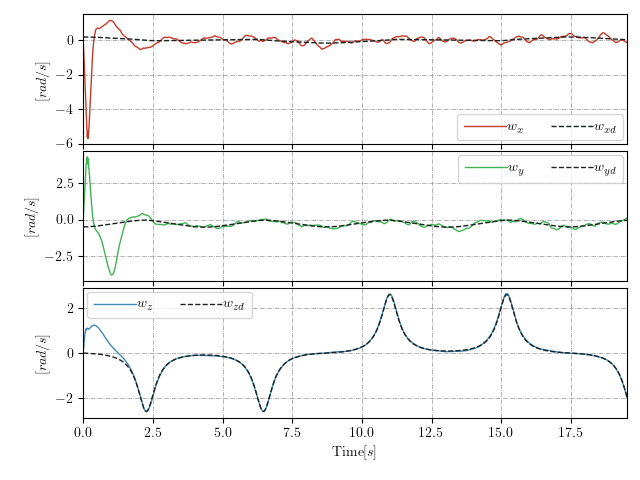 0
−2
−4
−6
[rad/s]
w_x w_xd
2.5
0.0
−2.5
[rad/s]
w_y w_yd
2
0
−2
[rad/s]
w_z w_zd
0.0 2.5 5.0 7.5 10.0 12.5 15.0 17.5
Time[s]